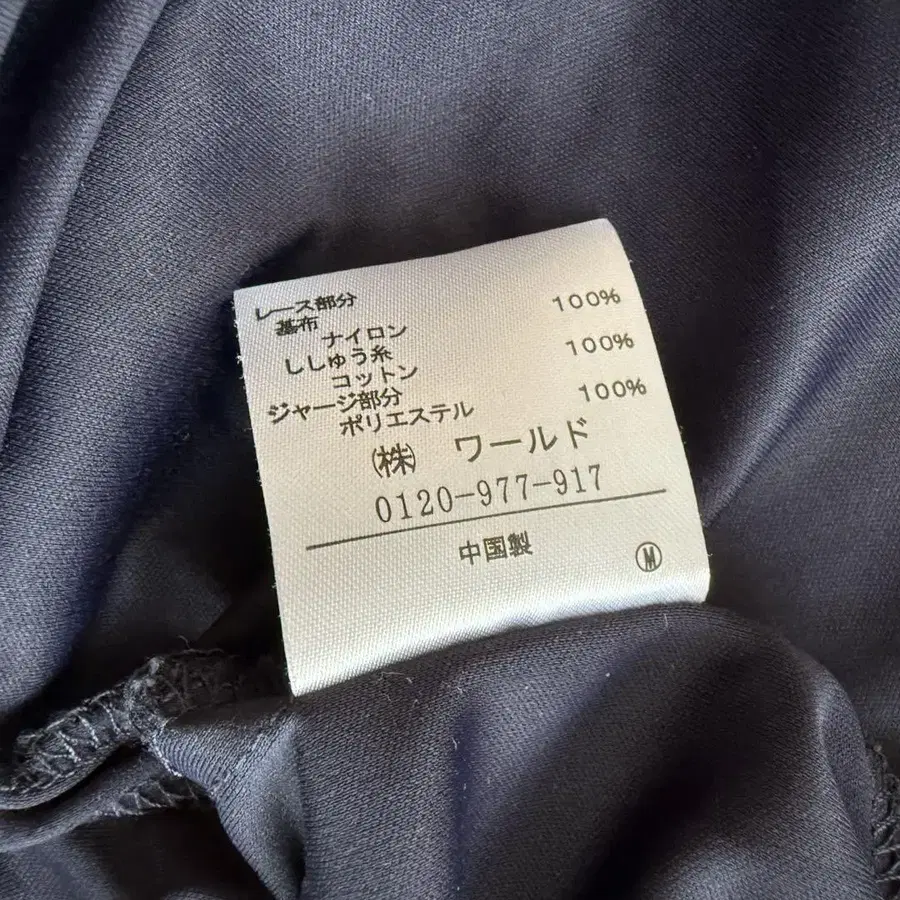 レース部分
基布
ナイロン 100%
ししゅう糸
コットン 100%
ジャージ部分
ポリエステル 100%
(株) ワールド
0120-977-917
中国製
Ⓜ